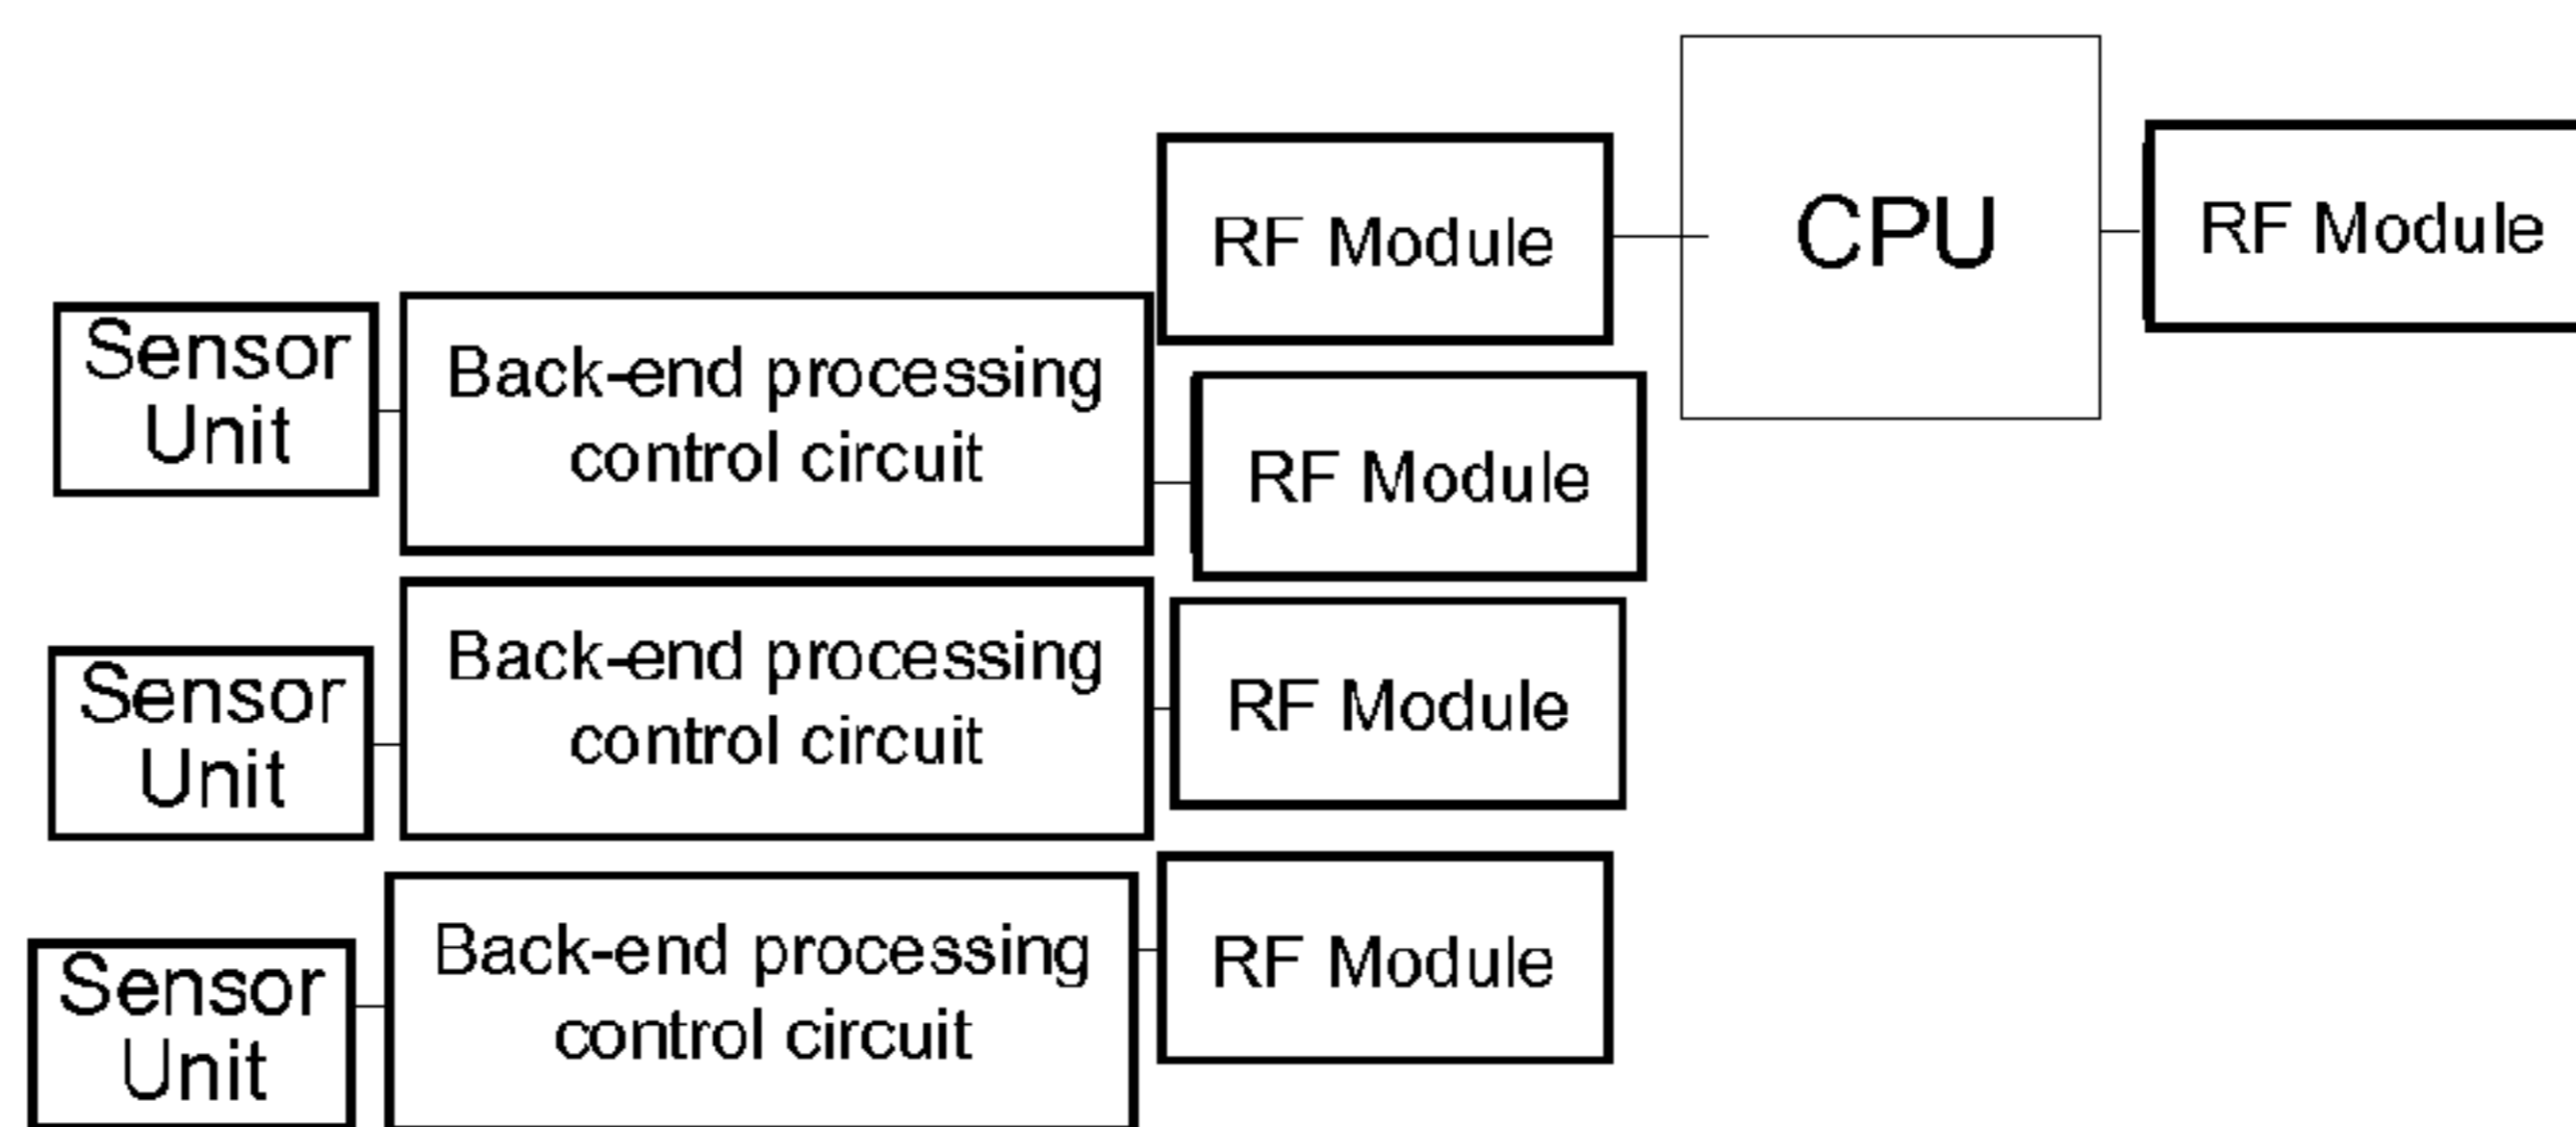 CPU
RF Module
RF Module
Sensor
Unit
Back-end processing
control circuit
RF Module
Sensor
Unit
Back-end processing
control circuit
RF Module
Sensor
Unit
Back-end processing
control circuit
RF Module